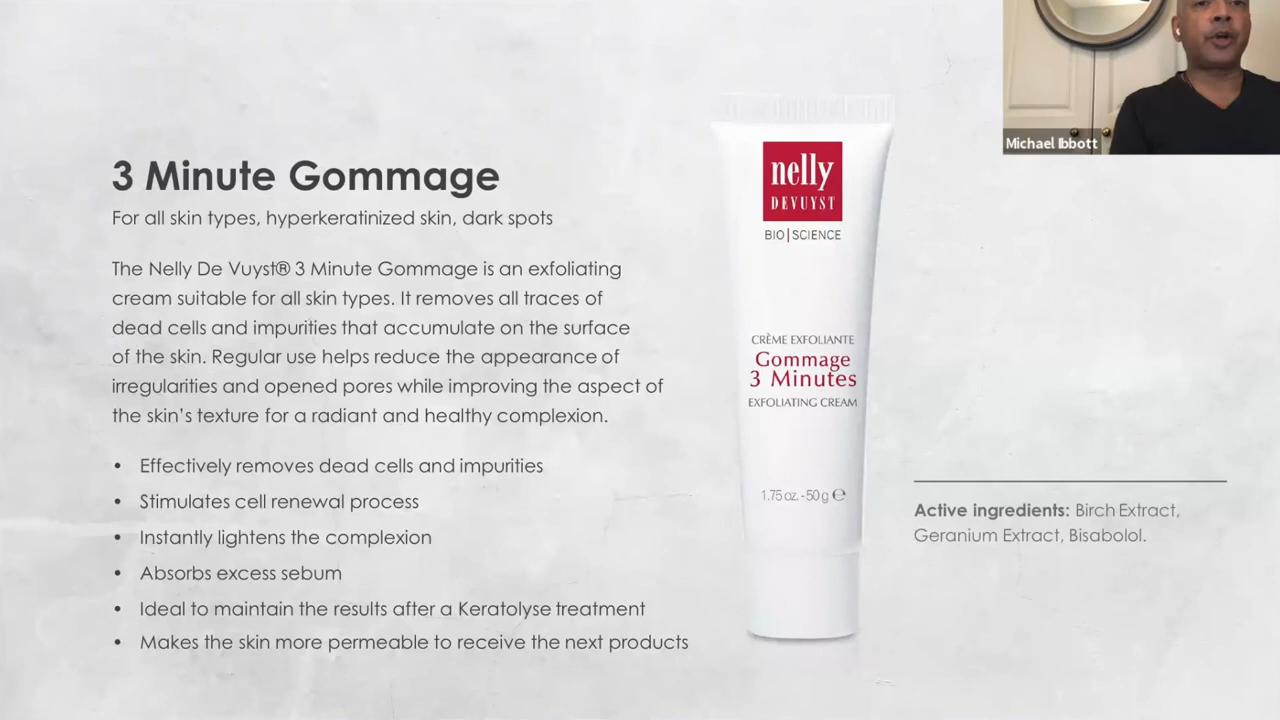 Michael Ibbott
3 Minute Gommage
For all skin types, hyperkeratinized skin, dark spots
The Nelly De Vuyst® 3 Minute Gommage is an exfoliating
cream suitable for all skin types. It removes all traces of
dead cells and impurities that accumulate on the surface
of the skin. Regular use helps reduce the appearance of
irregularities and opened pores while improving the aspect of
the skin's texture for a radiant and healthy complexion.
• Effectively removes dead cells and impurities
• Stimulates cell renewal process
• Instantly lightens the complexion
• Absorbs excess sebum
• Ideal to maintain the results after a Keratolyse treatment
• Makes the skin more permeable to receive the next products
nelly
DEVUYST
BIO|SCIENCE
CRÈME EXFOLIANTE
Gommage
3 Minutes
EXFOLIATING CREAM
1.75 oz. - 50 g ℮
Active ingredients: Birch Extract,
Geranium Extract, Bisabolol.